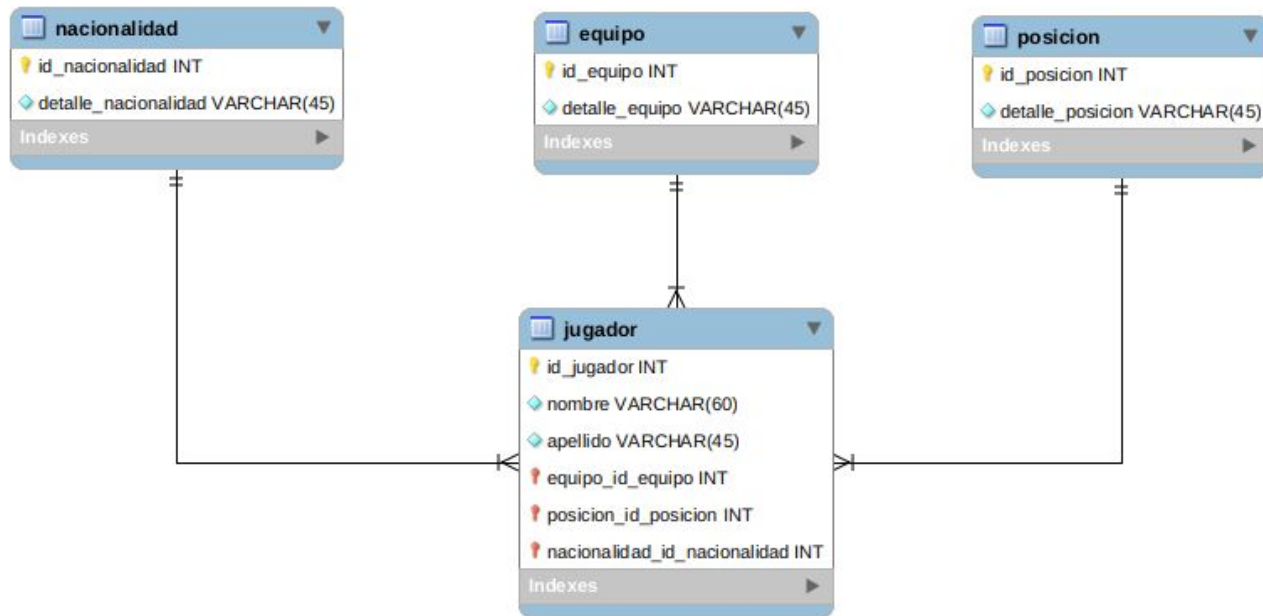 nacionalidad
id_nacionalidad INT
detalle_nacionalidad VARCHAR(45)
Indexes
equipo
id_equipo INT
detalle_equipo VARCHAR(45)
Indexes
posicion
id_posicion INT
detalle_posicion VARCHAR(45)
Indexes
jugador
id_jugador INT
nombre VARCHAR(60)
apellido VARCHAR(45)
equipo_id_equipo INT
posicion_id_posicion INT
nacionalidad_id_nacionalidad INT
Indexes